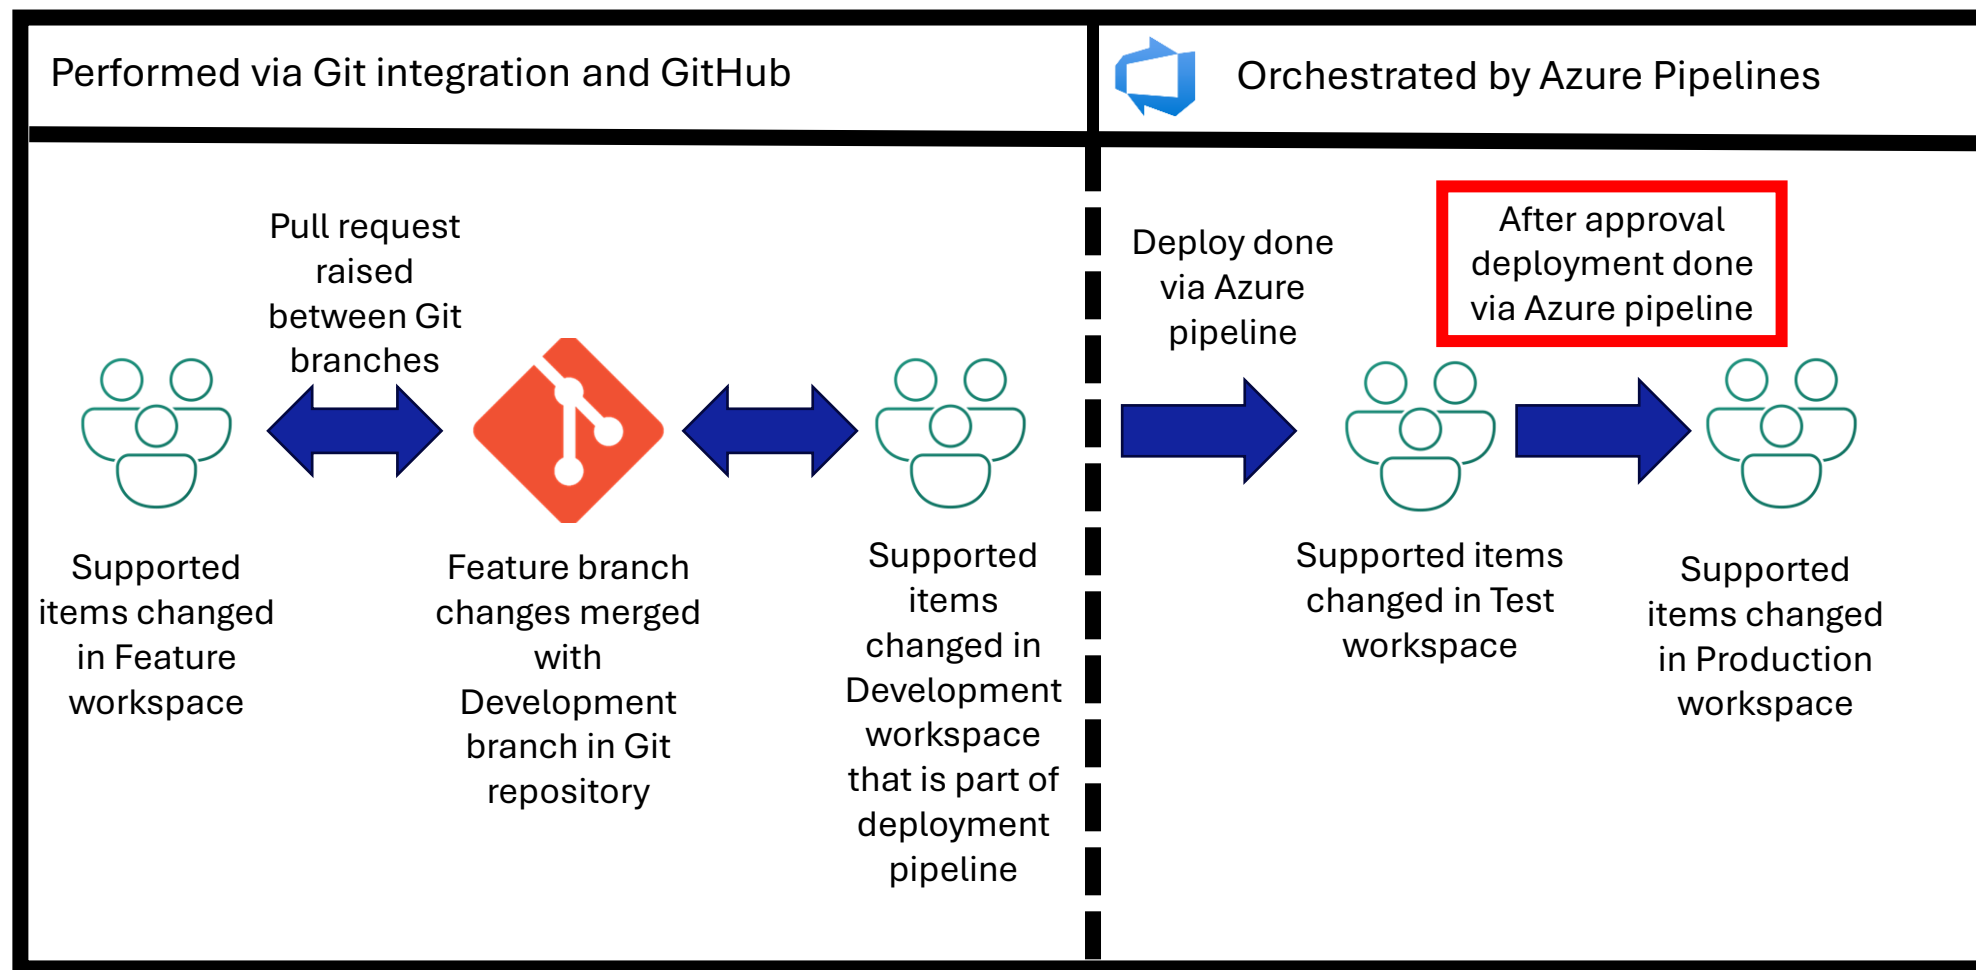 Performed via Git integration and GitHub
Orchestrated by Azure Pipelines
Pull request
raised
between Git
branches
Deploy done
via Azure
pipeline
After approval
deployment done
via Azure pipeline
Supported
items changed
in Feature
workspace
Feature branch
changes merged
with
Development
branch in Git
repository
Supported
items
changed in
Development
workspace
that is part of
deployment
pipeline
Supported items
changed in Test
workspace
Supported
items changed
in Production
workspace